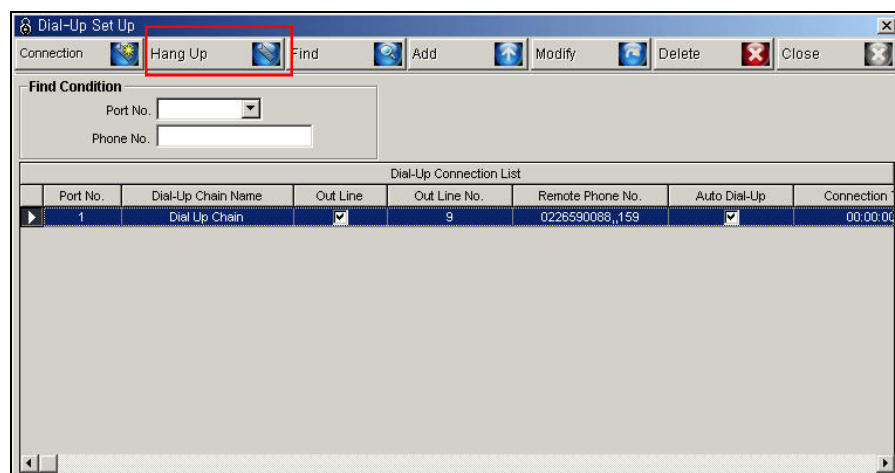 Dial-Up Set Up
Connection Hang Up Find Add Modify Delete Close
Find Condition
Port No.
Phone No.
Dial-Up Connection List
Port No. Dial-Up Chain Name Out Line Out Line No. Remote Phone No. Auto Dial-Up Connection
1 Dial Up Chain 9 0226590088,,159 00:00:00